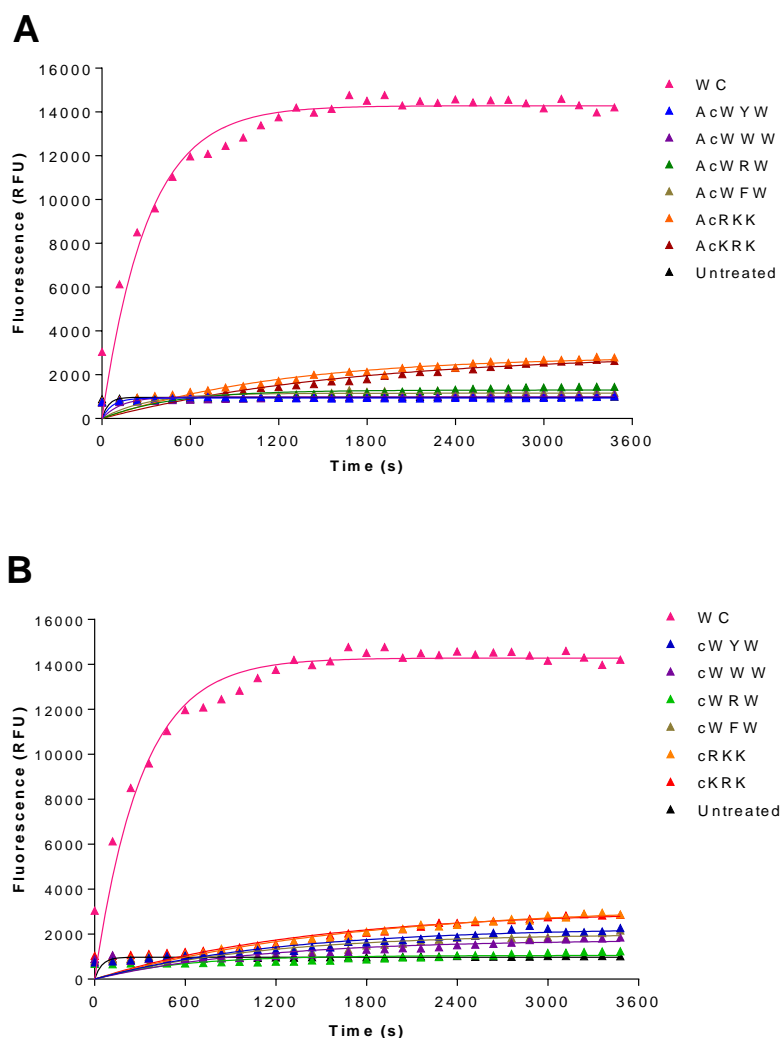 A
Fluorescence (RFU)
16000
14000
12000
10000
8000
6000
4000
2000
0
0 600 1200 1800 2400 3000 3600
Time (s)
WC
AcWYW
AcWWW
AcWRW
AcWFW
AcRKK
AcKRK
Untreated
B
Fluorescence (RFU)
16000
14000
12000
10000
8000
6000
4000
2000
0
0 600 1200 1800 2400 3000 3600
Time (s)
WC
cWYW
cWWW
cWRW
cWFW
cRKK
cKRK
Untreated